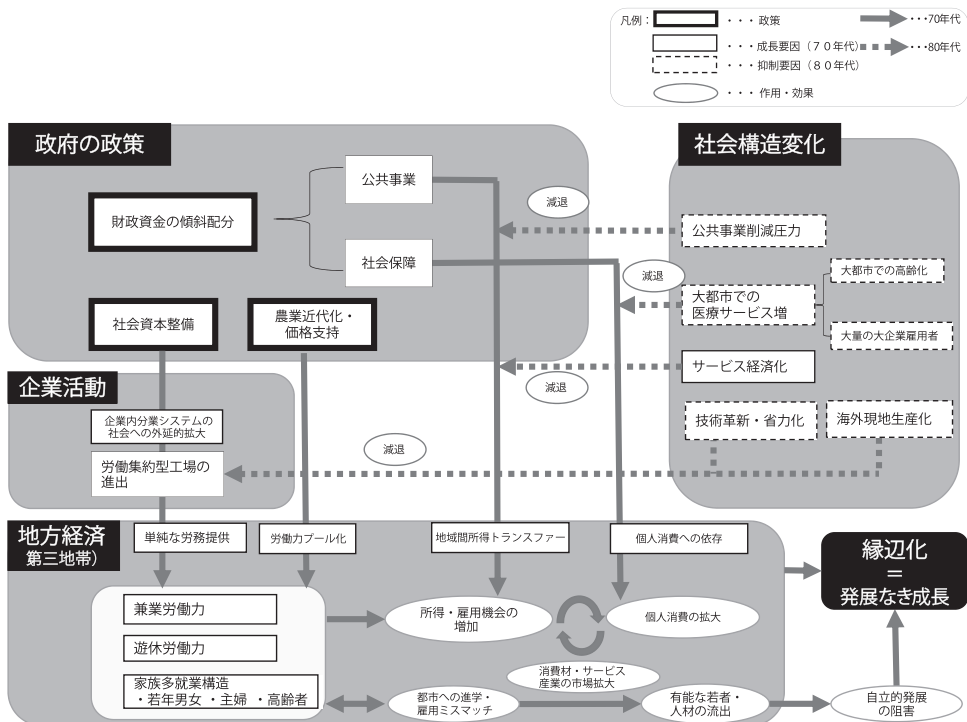 凡例：
・・・政策
・・・70年代
・・・成長要因（７０年代）
・・・80年代
・・・抑制要因（８０年代）
・・・作用・効果
政府の政策
財政資金の傾斜配分
公共事業
社会保障
社会資本整備
農業近代化・
価格支持
社会構造変化
公共事業削減圧力
大都市での
医療サービス増
大都市での高齢化
大量の大企業雇用者
サービス経済化
技術革新・省力化
海外現地生産化
減退
減退
減退
減退
企業活動
企業内分業システムの
社会への外延的拡大
労働集約型工場の
進出
地方経済
第三地帯）
単純な労務提供
労働力プール化
地域間所得トランスファー
個人消費への依存
兼業労働力
遊休労働力
家族多就業構造
・若年男女 ・主婦 ・高齢者
所得・雇用機会の
増加
個人消費の拡大
消費材・サービス
産業の市場拡大
都市への進学・
雇用ミスマッチ
有能な若者・
人材の流出
自立的発展
の阻害
縁辺化
＝
発展なき成長